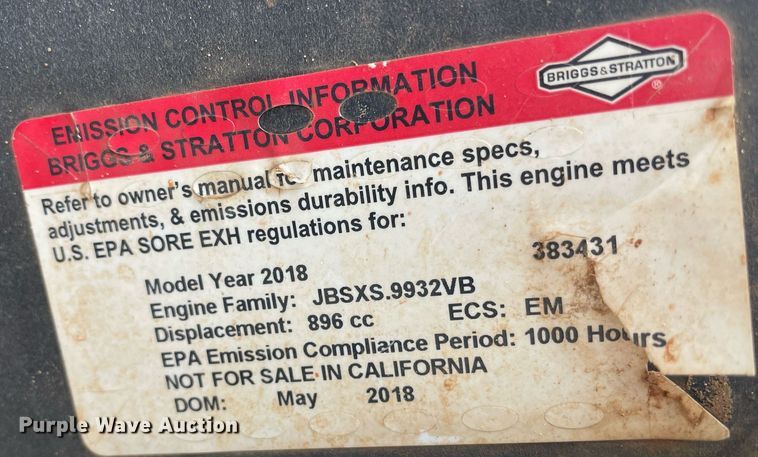 BRIGGS & STRATTON
®
EMISSION CONTROL INFORMATION
BRIGGS & STRATTON CORPORATION
Refer to owner's manual for maintenance specs,
adjustments, & emissions durability info. This engine meets
U.S. EPA SORE EXH regulations for:
383431
Model Year 2018
Engine Family: JBSXS.9932VB
Displacement: 896 cc ECS: EM
EPA Emission Compliance Period: 1000 Hours
NOT FOR SALE IN CALIFORNIA
DOM: May 2018
Purple Wave Auction